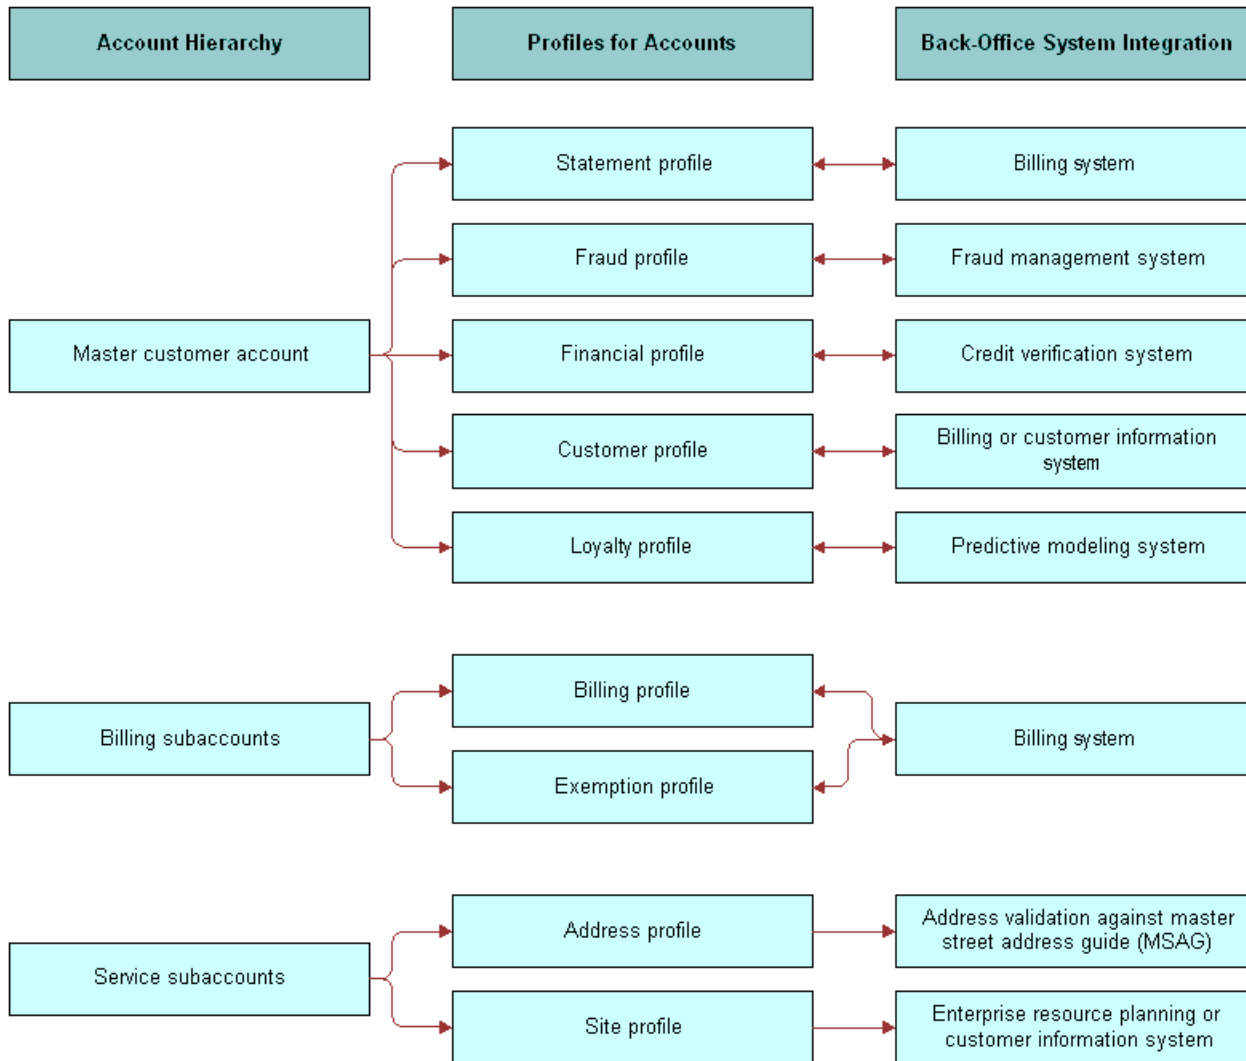 Account Hierarchy
Profiles for Accounts
Back-Office System Integration
Statement profile
Billing system
Fraud profile
Fraud management system
Master customer account
Financial profile
Credit verification system
Customer profile
Billing or customer information
system
Loyalty profile
Predictive modeling system
Billing subaccounts
Billing profile
Exemption profile
Billing system
Service subaccounts
Address profile
Address validation against master
street address guide (MSAG)
Site profile
Enterprise resource planning or
customer information system